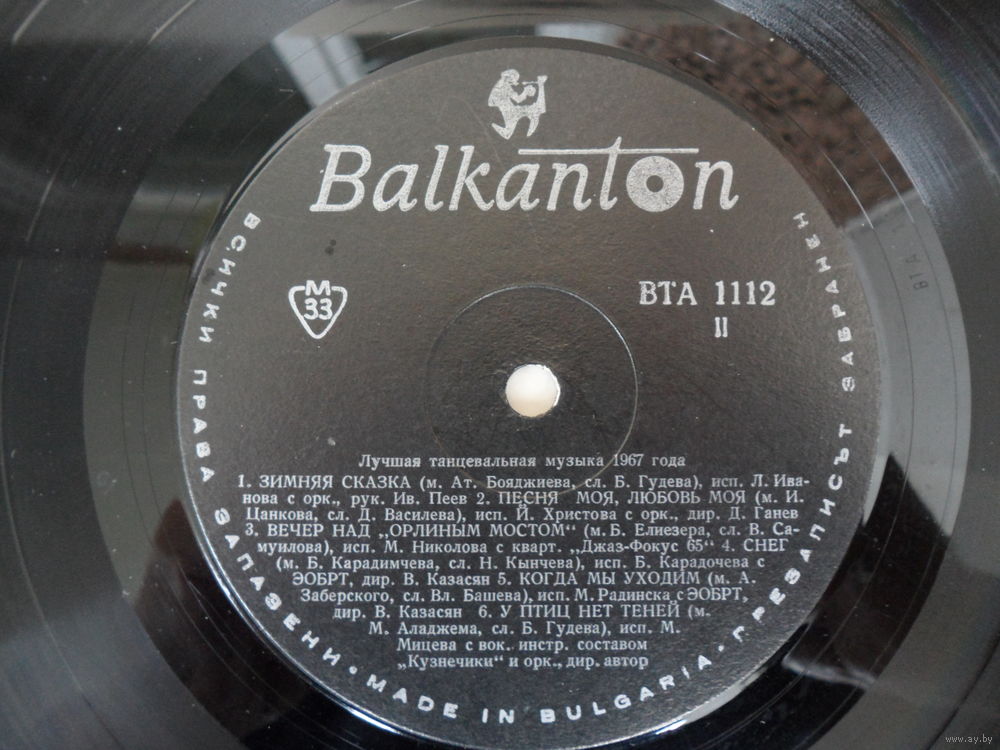 Balkanton
M
33
ВТА 1112
II
ВСИЧКИ ПРАВА ЗАПАЗЕНИ · MADE IN BULGARIA · ПРЕЗАПИСЪТ ЗАБРАНЕН
BTA
Лучшая танцевальная музыка 1967 года
1. ЗИМНЯЯ СКАЗКА (м. Ат. Бояджиева, сл. Б. Гудева), исп. Л. Ива-
нова с орк., рук. Ив. Пеев 2. ПЕСНЯ МОЯ, ЛЮБОВЬ МОЯ (м. И.
Цанкова, сл. Д. Василева), исп. Й. Христова с орк., дир. Д. Ганев
3. ВЕЧЕР НАД „ОРЛИНЫМ МОСТОМ“ (м. Б. Елиезера, сл. В. Са-
муилова), исп. М. Николова с кварт. „Джаз-Фокус 65“ 4. СНЕГ
(м. Б. Карадимчева, сл. Н. Кынчева), исп. Б. Карадочева с
ЭОБРТ, дир. В. Казасян 5. КОГДА МЫ УХОДИМ (м. А.
Заберского, сл. Вл. Башева), исп. М. Радинска с ЭОБРТ,
дир. В. Казасян 6. У ПТИЦ НЕТ ТЕНЕЙ (м.
М. Аладжема, сл. Б. Гудева), исп. М.
Мицева с вок. инстр. составом
„Кузнечики“ и орк., дир. автор
www.ay.by